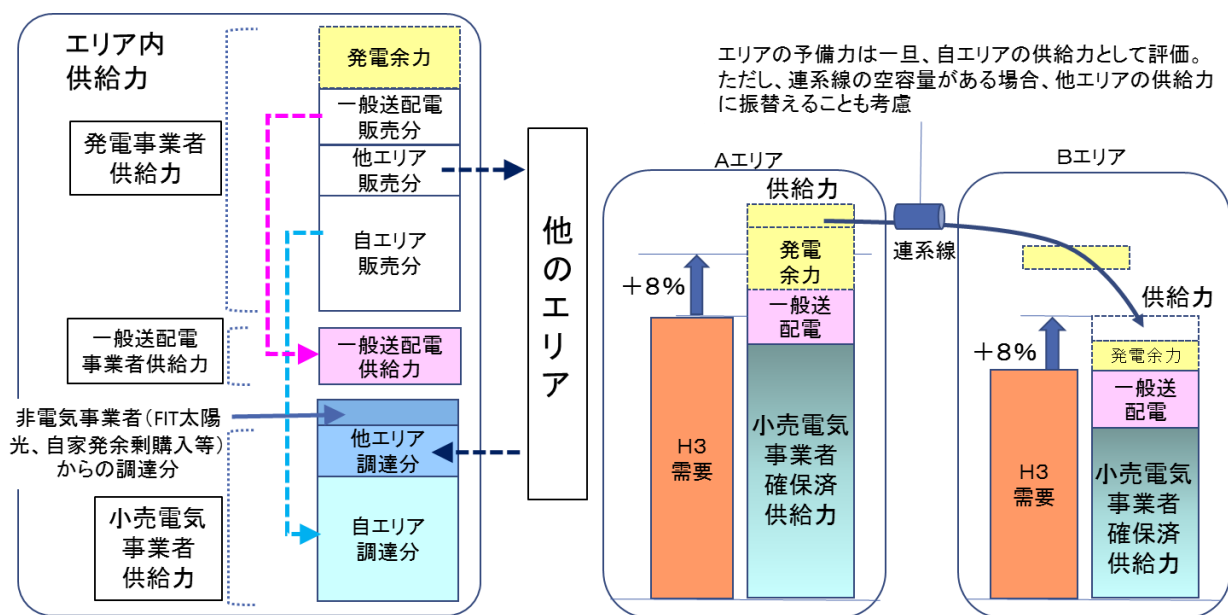 エリア内
供給力
発電事業者
供給力
一般送配電
事業者供給力
非電気事業者(FIT太陽
光、自家発余剰購入等)
からの調達分
小売電気
事業者
供給力
発電余力
一般送配電
販売分
他エリア
販売分
自エリア
販売分
一般送配電
供給力
他エリア
調達分
自エリア
調達分
他のエリア
エリアの予備力は一旦、自エリアの供給力として評価。
ただし、連系線の空容量がある場合、他エリアの供給力
に振替えることも考慮
Aエリア
供給力
発電
余力
+8%
一般送
配電
H3
需要
小売電気
事業者
確保済
供給力
連系線
Bエリア
供給力
+8%
発電余力
一般送
配電
H3
需要
小売電気
事業者
確保済
供給力